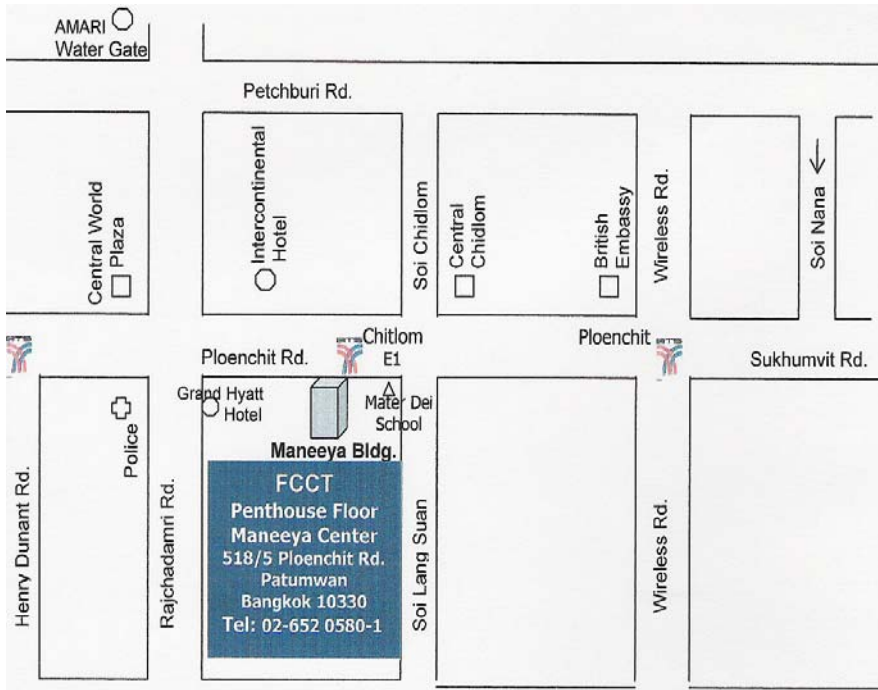 AMARI
Water Gate
Petchburi Rd.
Central World
Plaza
Intercontinental
Hotel
Soi Chidlom
Central
Chidlom
British
Embassy
Wireless Rd.
Soi Nana
Ploenchit Rd.
Chitlom
E1
Ploenchit
Sukhumvit Rd.
Henry Dunant Rd.
Police
Rajchadamri Rd.
Grand Hyatt
Hotel
Mater Dei
School
Maneeya Bldg.
FCCT
Penthouse Floor
Maneeya Center
518/5 Ploenchit Rd.
Patumwan
Bangkok 10330
Tel: 02-652 0580-1
Soi Lang Suan
Wireless Rd.